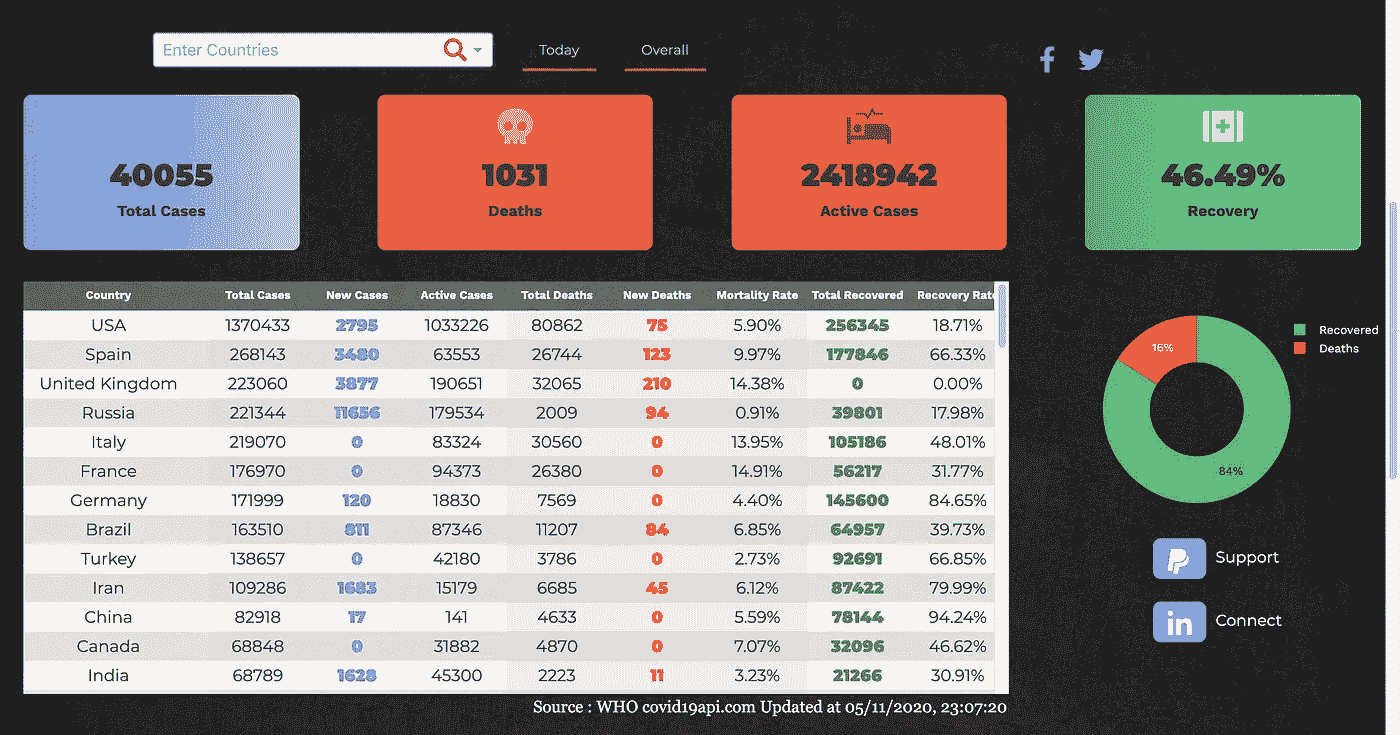 Enter Countries
Today
Overall
40055
Total Cases
1031
Deaths
2418942
Active Cases
46.49%
Recovery
Country Total Cases New Cases Active Cases Total Deaths New Deaths Mortality Rate Total Recovered Recovery Rate
USA 1370433 2795 1033226 80862 75 5.90% 256345 18.71%
Spain 268143 3480 63553 26744 123 9.97% 177846 66.33%
United Kingdom 223060 3877 190651 32065 210 14.38% 0 0.00%
Russia 221344 11656 179534 2009 94 0.91% 39801 17.98%
Italy 219070 0 83324 30560 0 13.95% 105186 48.01%
France 176970 0 94373 26380 0 14.91% 56217 31.77%
Germany 171999 120 18830 7569 0 4.40% 145600 84.65%
Brazil 163510 811 87346 11207 84 6.85% 64957 39.73%
Turkey 138657 0 42180 3786 0 2.73% 92691 66.85%
Iran 109286 1683 15179 6685 45 6.12% 87422 79.99%
China 82918 17 141 4633 0 5.59% 78144 94.24%
Canada 68848 0 31882 4870 0 7.07% 32096 46.62%
India 68789 1628 45300 2223 11 3.23% 21266 30.91%
Source : WHO covid19api.com Updated at 05/11/2020, 23:07:20
Recovered
Deaths
16%
84%
Support
Connect